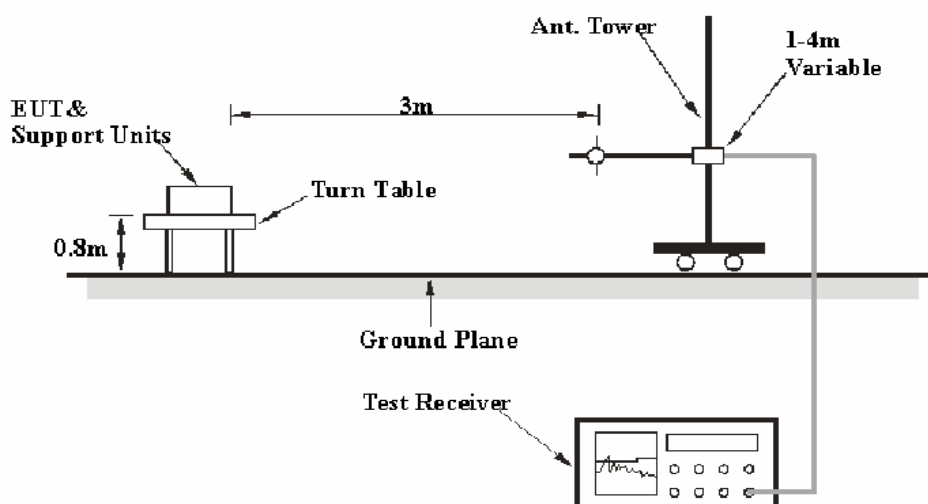 Ant. Tower
1-4m
Variable
EUT&
Support Units
3m
Turn Table
0.8m
Ground Plane
Test Receiver